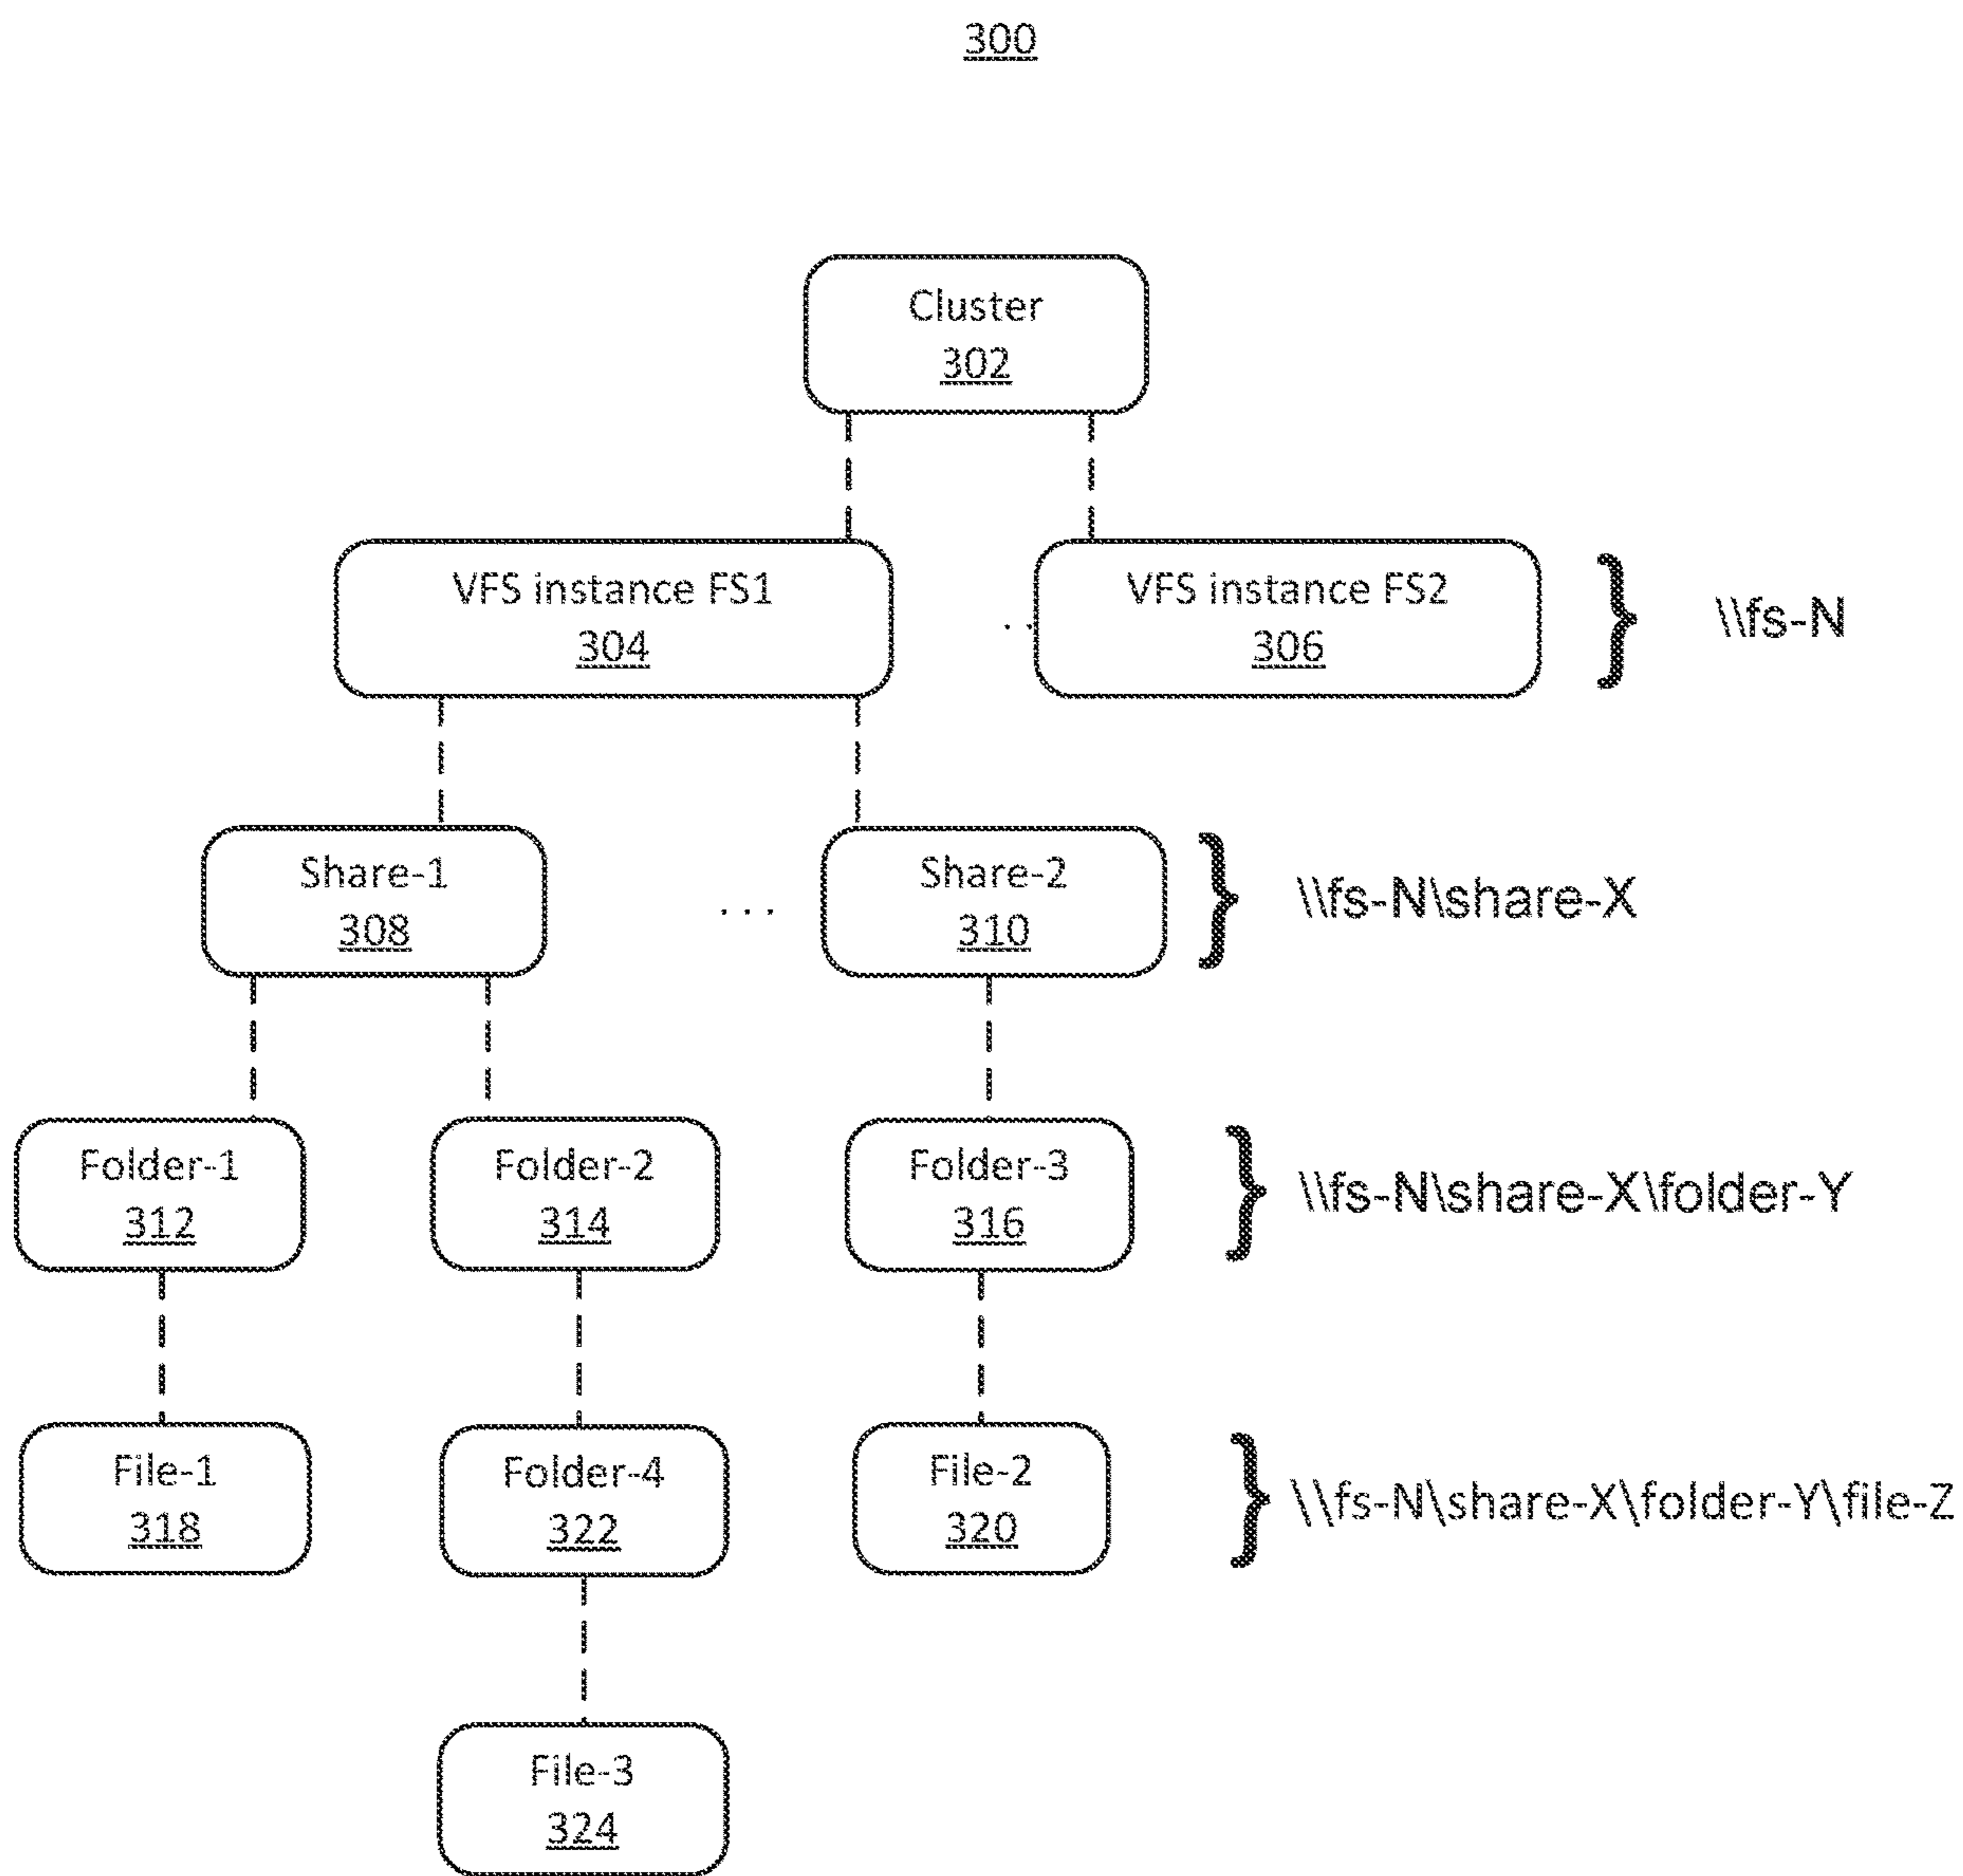 300
Cluster
302
VFS instance FS1
304
..
VFS instance FS2
306
}
\\fs-N
Share-1
308
...
Share-2
310
}
\\fs-N\share-X
Folder-1
312
Folder-2
314
Folder-3
316
}
\\fs-N\share-X\folder-Y
File-1
318
Folder-4
322
File-2
320
}
\\fs-N\share-X\folder-Y\file-Z
File-3
324